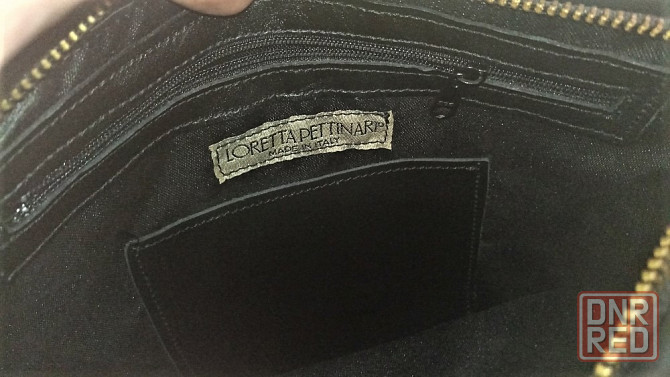 LORETTA PETTINARI®
MADE IN ITALY
DNR
RED